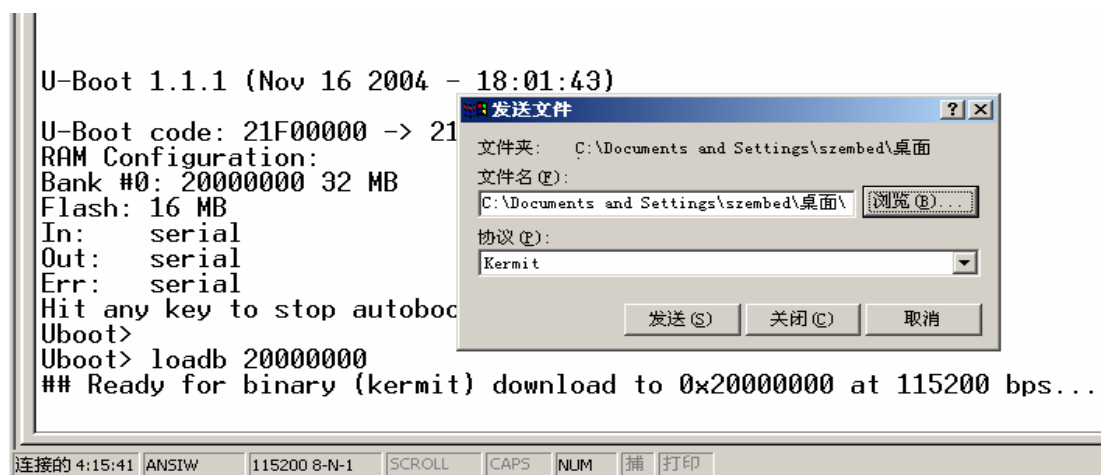 U-Boot 1.1.1 (Nov 16 2004 - 18:01:43)
U-Boot code: 21F00000 -> 21
RAM Configuration:
Bank #0: 20000000 32 MB
Flash: 16 MB
In: serial
Out: serial
Err: serial
Hit any key to stop autoboo
Uboot>
Uboot> loadb 20000000
## Ready for binary (kermit) download to 0x20000000 at 115200 bps...
发送文件
文件夹: C:\Documents and Settings\szembed\桌面
文件名(F):
C:\Documents and Settings\szembed\桌面\ 浏览(B)...
协议(P):
Kermit
发送(S) 关闭(C) 取消
连接的 4:15:41 ANSIW 115200 8-N-1 SCROLL CAPS NUM 捕 打印